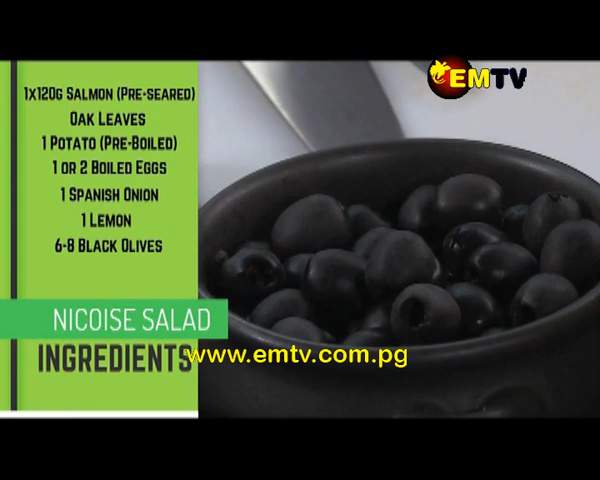 EMTV
1x120g Salmon (Pre-seared)
Oak Leaves
1 Potato (Pre-Boiled)
1 or 2 Boiled Eggs
1 Spanish Onion
1 Lemon
6-8 Black Olives
NICOISE SALAD
INGREDIENTS
www.emtv.com.pg